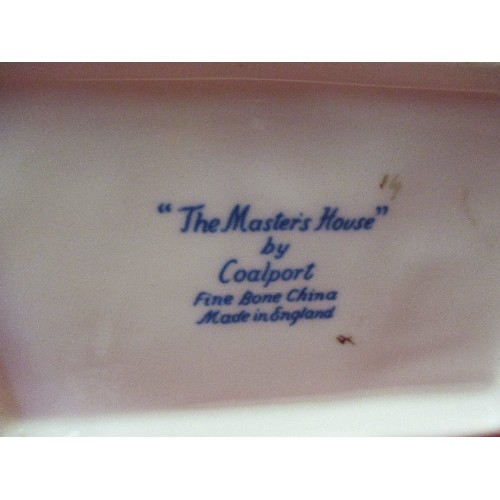 "The Master's House"
by
Coalport
Fine Bone China
Made in England